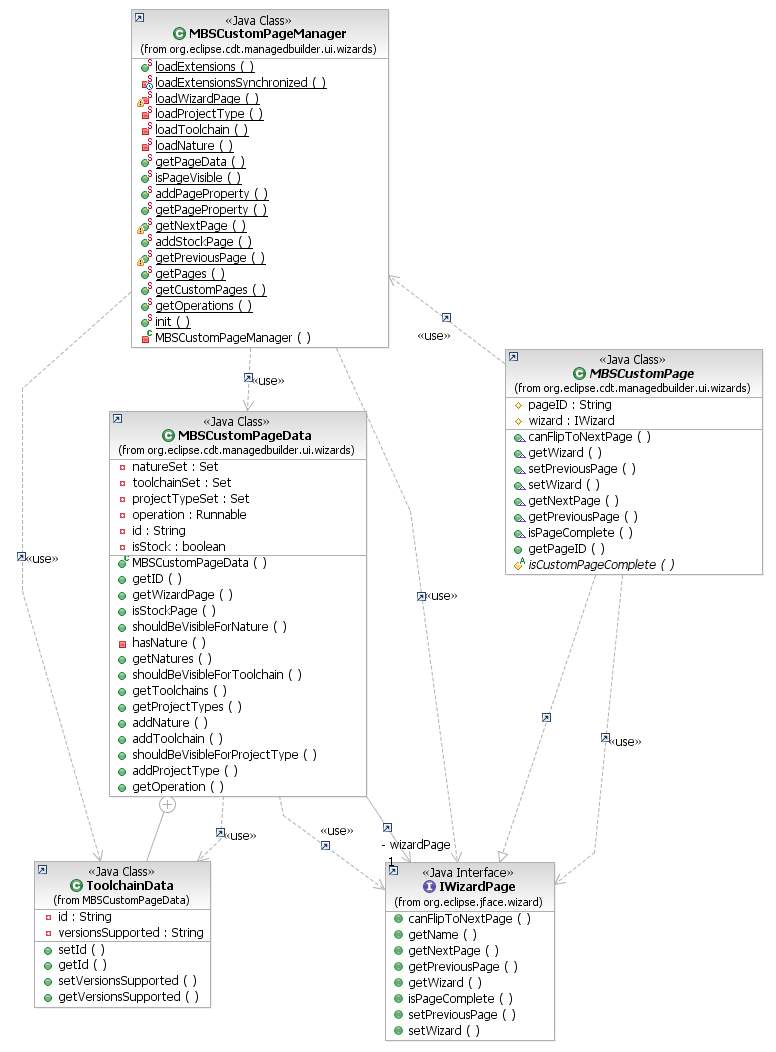 «Java Class»
MBSCustomPageManager
(from org.eclipse.cdt.managedbuilder.ui.wizards)
loadExtensions ( )
loadExtensionsSynchronized ( )
loadWizardPage ( )
loadProjectType ( )
loadToolchain ( )
loadNature ( )
getPageData ( )
isPageVisible ( )
addPageProperty ( )
getPageProperty ( )
getNextPage ( )
addStockPage ( )
getPreviousPage ( )
getPages ( )
getCustomPages ( )
getOperations ( )
init ( )
MBSCustomPageManager ( )
«use»
«Java Class»
MBSCustomPage
(from org.eclipse.cdt.managedbuilder.ui.wizards)
pageID : String
wizard : IWizard
canFlipToNextPage ( )
getWizard ( )
setPreviousPage ( )
setWizard ( )
getNextPage ( )
getPreviousPage ( )
isPageComplete ( )
getPageID ( )
isCustomPageComplete ( )
«use»
«Java Class»
MBSCustomPageData
(from org.eclipse.cdt.managedbuilder.ui.wizards)
natureSet : Set
toolchainSet : Set
projectTypeSet : Set
operation : Runnable
id : String
isStock : boolean
MBSCustomPageData ( )
getID ( )
getWizardPage ( )
isStockPage ( )
shouldBeVisibleForNature ( )
hasNature ( )
getNatures ( )
shouldBeVisibleForToolchain ( )
getToolchains ( )
getProjectTypes ( )
addNature ( )
addToolchain ( )
shouldBeVisibleForProjectType ( )
addProjectType ( )
getOperation ( )
«use»
«use»
«use»
«use»
«use»
- wizardPage
1
«Java Class»
ToolchainData
(from MBSCustomPageData)
id : String
versionsSupported : String
setId ( )
getId ( )
setVersionsSupported ( )
getVersionsSupported ( )
«Java Interface»
IWizardPage
(from org.eclipse.jface.wizard)
canFlipToNextPage ( )
getName ( )
getNextPage ( )
getPreviousPage ( )
getWizard ( )
isPageComplete ( )
setPreviousPage ( )
setWizard ( )